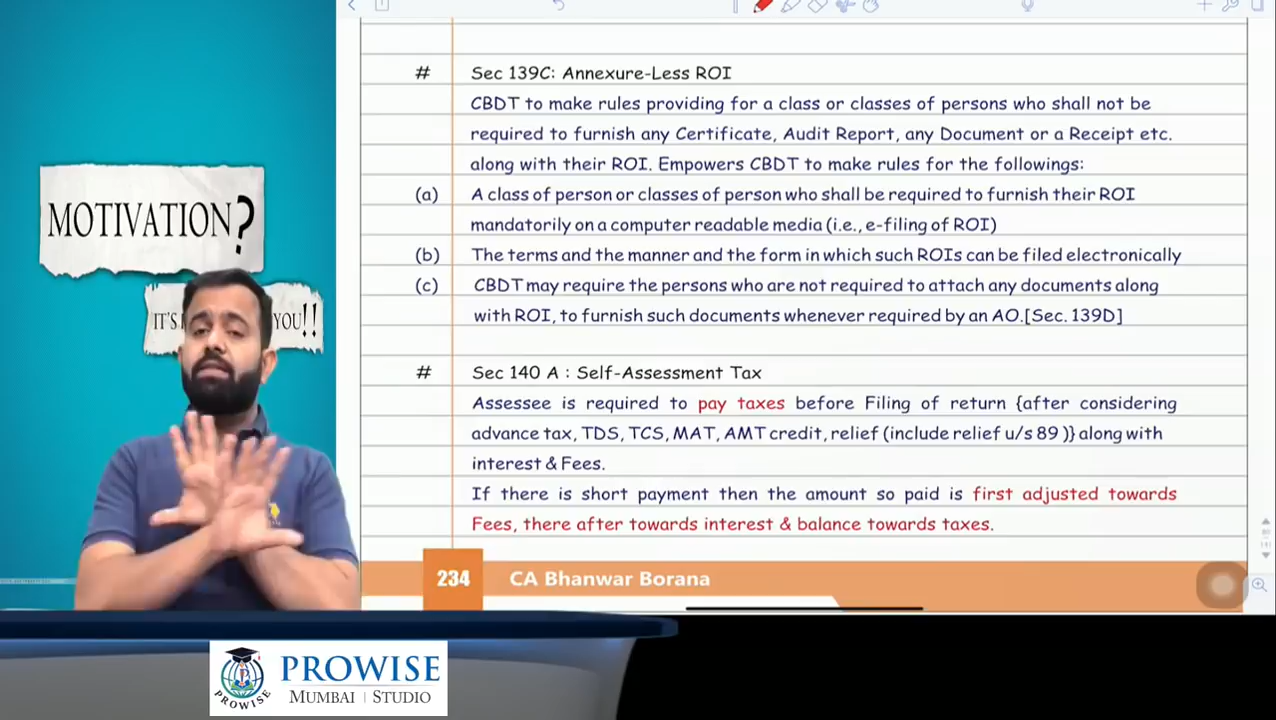 MOTIVATION?
IT'S
YOU!!
# Sec 139C: Annexure-Less ROI
CBDT to make rules providing for a class or classes of persons who shall not be
required to furnish any Certificate, Audit Report, any Document or a Receipt etc.
along with their ROI. Empowers CBDT to make rules for the followings:
(a) A class of person or classes of person who shall be required to furnish their ROI
mandatorily on a computer readable media (i.e., e-filing of ROI)
(b) The terms and the manner and the form in which such ROIs can be filed electronically
(c) CBDT may require the persons who are not required to attach any documents along
with ROI, to furnish such documents whenever required by an AO.[Sec. 139D]
# Sec 140 A : Self-Assessment Tax
Assessee is required to pay taxes before Filing of return {after considering
advance tax, TDS, TCS, MAT, AMT credit, relief (include relief u/s 89 )} along with
interest & Fees.
If there is short payment then the amount so paid is first adjusted towards
Fees, there after towards interest & balance towards taxes.
234 CA Bhanwar Borana
PROWISE
PROWISE
MUMBAI | STUDIO